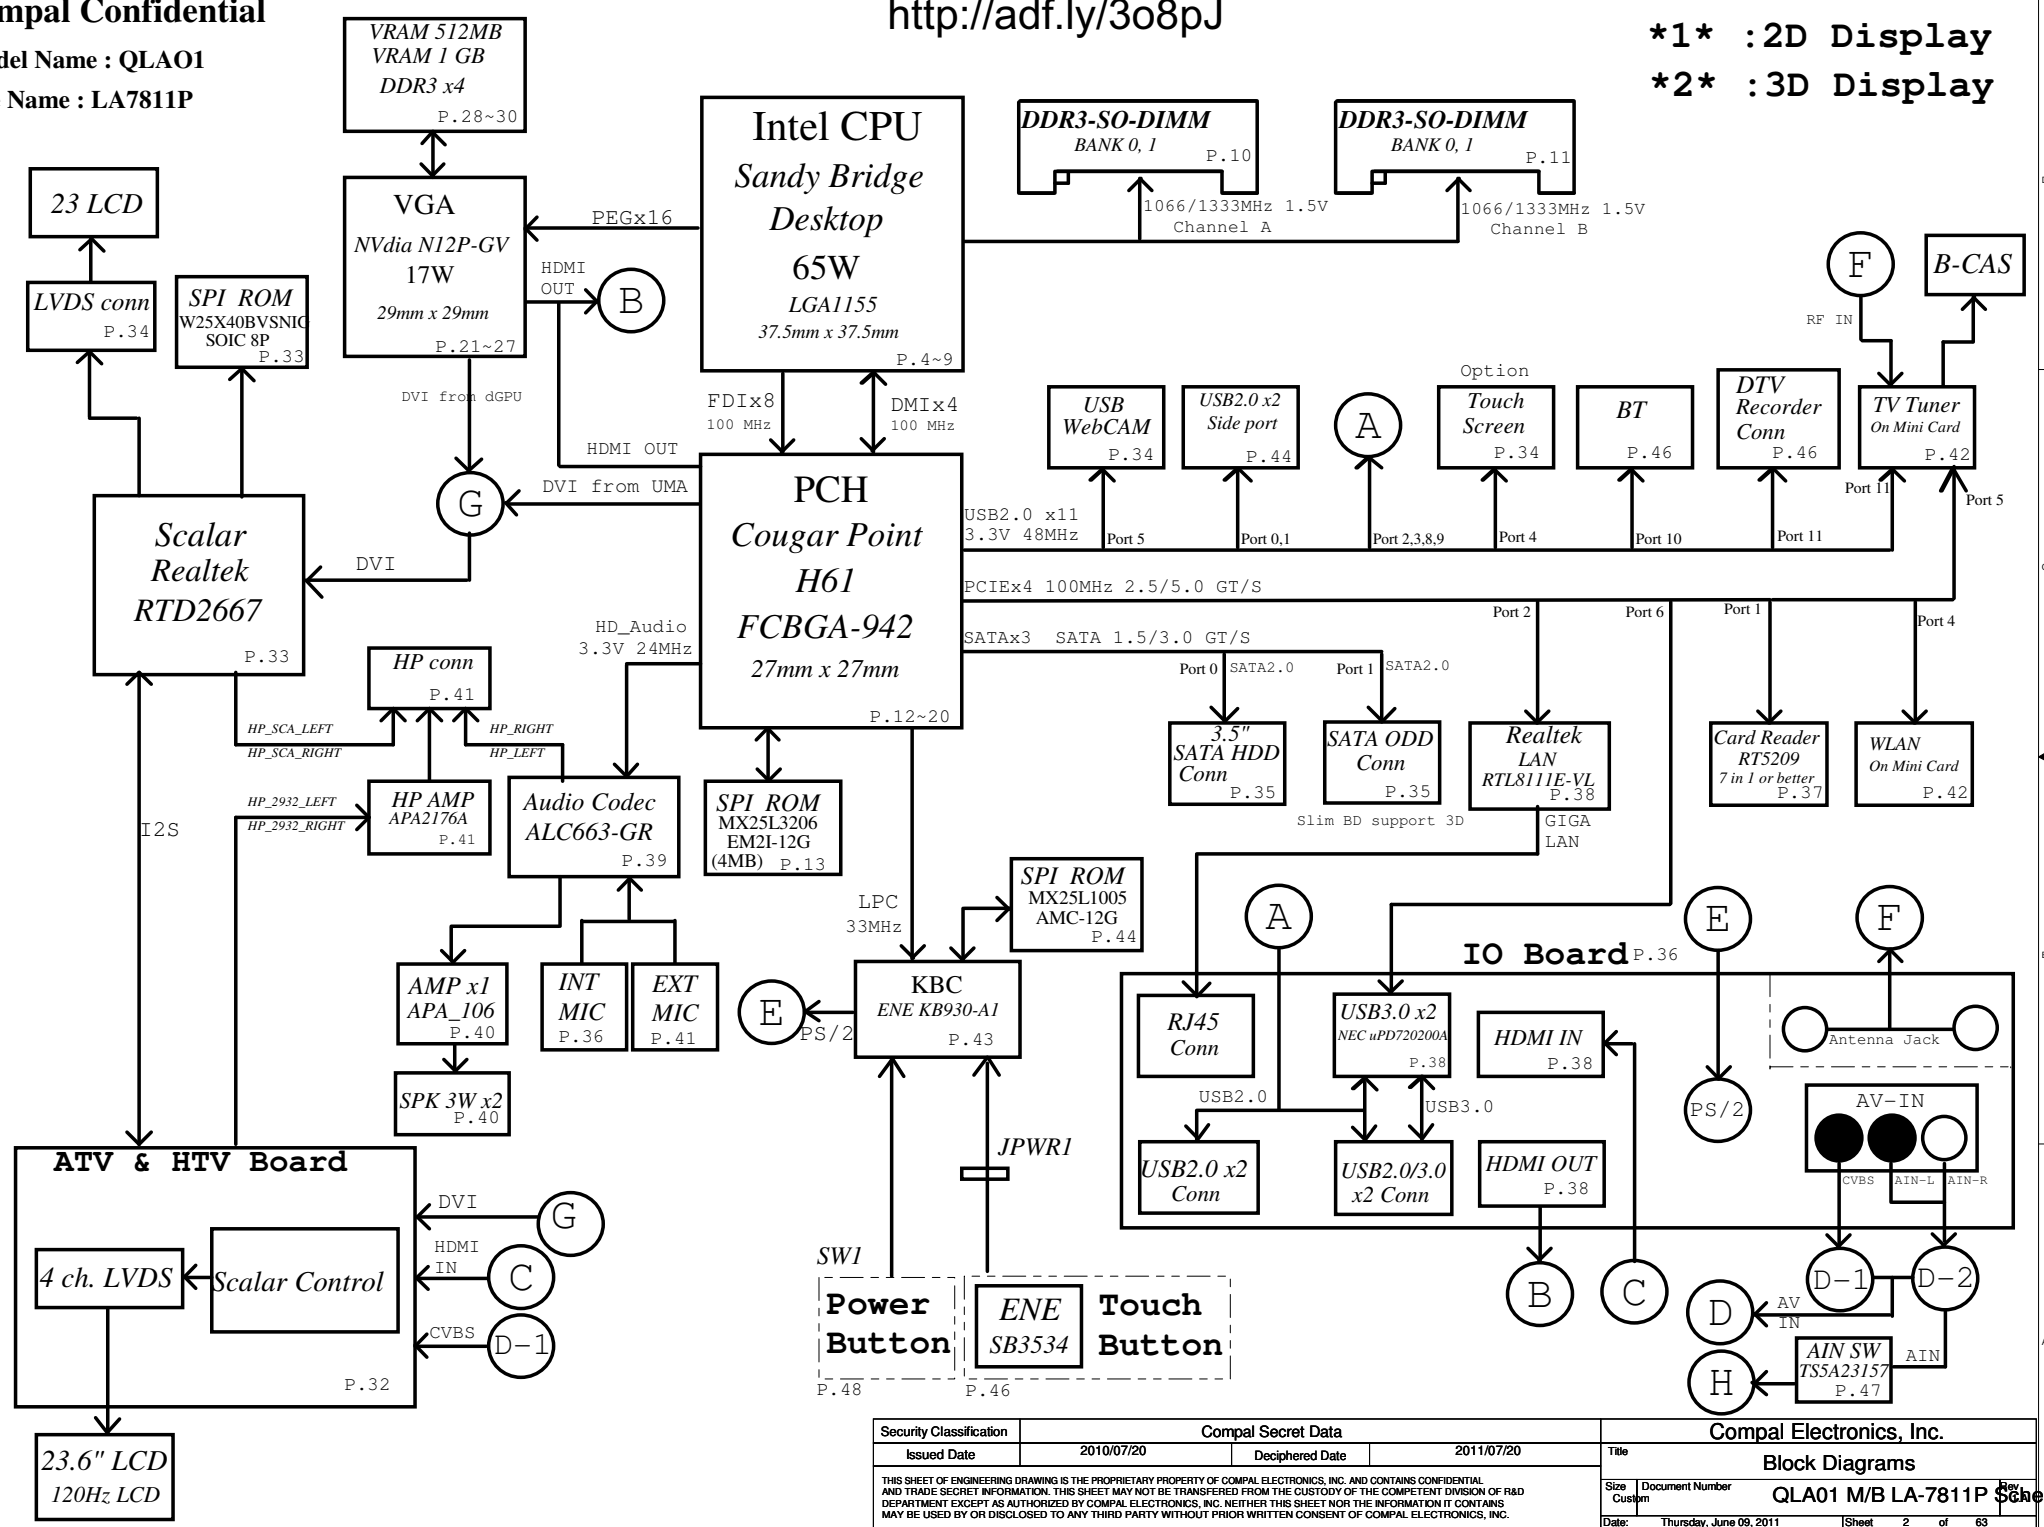 mpal Confidential
del Name : QLAO1
Name : LA7811P
http://adf.ly/3o8pJ
*1* :2D Display
*2* :3D Display
VRAM 512MB
VRAM 1 GB
DDR3 x4
P.28~30
Intel CPU
Sandy Bridge
Desktop
65W
LGA1155
37.5mm x 37.5mm
P.4~9
DDR3-SO-DIMM
BANK 0, 1
P.10
DDR3-SO-DIMM
BANK 0, 1
P.11
1066/1333MHz 1.5V
Channel A
1066/1333MHz 1.5V
Channel B
23 LCD
LVDS conn
P.34
SPI ROM
W25X40BVSNIG
SOIC 8P
P.33
VGA
NVdia N12P-GV
17W
29mm x 29mm
P.21~27
PEGx16
HDMI
OUT
B
F
B-CAS
RF IN
DVI from dGPU
FDIx8
100 MHz
DMIx4
100 MHz
HDMI OUT
DVI from UMA
G
DVI
USB
WebCAM
P.34
USB2.0 x2
Side port
P.44
A
Option
Touch
Screen
P.34
BT
P.46
DTV
Recorder
Conn
P.46
TV Tuner
On Mini Card
P.42
Port 11
Port 5
Scalar
Realtek
RTD2667
P.33
PCH
Cougar Point
H61
FCBGA-942
27mm x 27mm
P.12~20
USB2.0 x11
3.3V 48MHz
Port 5
Port 0,1
Port 2,3,8,9
Port 4
Port 10
Port 11
PCIEx4 100MHz 2.5/5.0 GT/S
Port 2
Port 6
Port 1
Port 4
SATAx3 SATA 1.5/3.0 GT/S
Port 0
SATA2.0
Port 1
SATA2.0
HD_Audio
3.3V 24MHz
HP conn
P.41
HP_SCA_LEFT
HP_SCA_RIGHT
HP_RIGHT
HP_LEFT
HP_2932_LEFT
HP_2932_RIGHT
I2S
HP AMP
APA2176A
P.41
Audio Codec
ALC663-GR
P.39
SPI ROM
MX25L3206
EM2I-12G
(4MB) P.13
3.5"
SATA HDD
Conn
P.35
SATA ODD
Conn
P.35
Slim BD support 3D
Realtek
LAN
RTL8111E-VL
P.38
GIGA
LAN
Card Reader
RT5209
7 in 1 or better
P.37
WLAN
On Mini Card
P.42
LPC
33MHz
SPI ROM
MX25L1005
AMC-12G
P.44
A
E
F
IO Board P.36
AMP x1
APA_106
P.40
INT
MIC
P.36
EXT
MIC
P.41
SPK 3W x2
P.40
E
PS/2
KBC
ENE KB930-A1
P.43
RJ45
Conn
USB3.0 x2
NEC uPD720200A
P.38
HDMI IN
P.38
Antenna Jack
USB2.0
USB3.0
PS/2
AV-IN
CVBS
AIN-L
AIN-R
USB2.0 x2
Conn
USB2.0/3.0
x2 Conn
HDMI OUT
P.38
JPWR1
ATV & HTV Board
DVI
G
HDMI
IN
C
CVBS
D-1
4 ch. LVDS
Scalar Control
P.32
23.6" LCD
120Hz LCD
SW1
Power
Button
P.48
ENE
SB3534
Touch
Button
P.46
B
C
D-1
D-2
D
AV
IN
H
AIN SW
TS5A23157
P.47
AIN
Security Classification
Compal Secret Data
Issued Date
2010/07/20
Deciphered Date
2011/07/20
THIS SHEET OF ENGINEERING DRAWING IS THE PROPRIETARY PROPERTY OF COMPAL ELECTRONICS, INC. AND CONTAINS CONFIDENTIAL
AND TRADE SECRET INFORMATION. THIS SHEET MAY NOT BE TRANSFERED FROM THE CUSTODY OF THE COMPETENT DIVISION OF R&D
DEPARTMENT EXCEPT AS AUTHORIZED BY COMPAL ELECTRONICS, INC. NEITHER THIS SHEET NOR THE INFORMATION IT CONTAINS
MAY BE USED BY OR DISCLOSED TO ANY THIRD PARTY WITHOUT PRIOR WRITTEN CONSENT OF COMPAL ELECTRONICS, INC.
Compal Electronics, Inc.
Title
Block Diagrams
Size
Custom
Document Number
QLA01 M/B LA-7811P
Date:
Thursday, June 09, 2011
Sheet 2 of 63